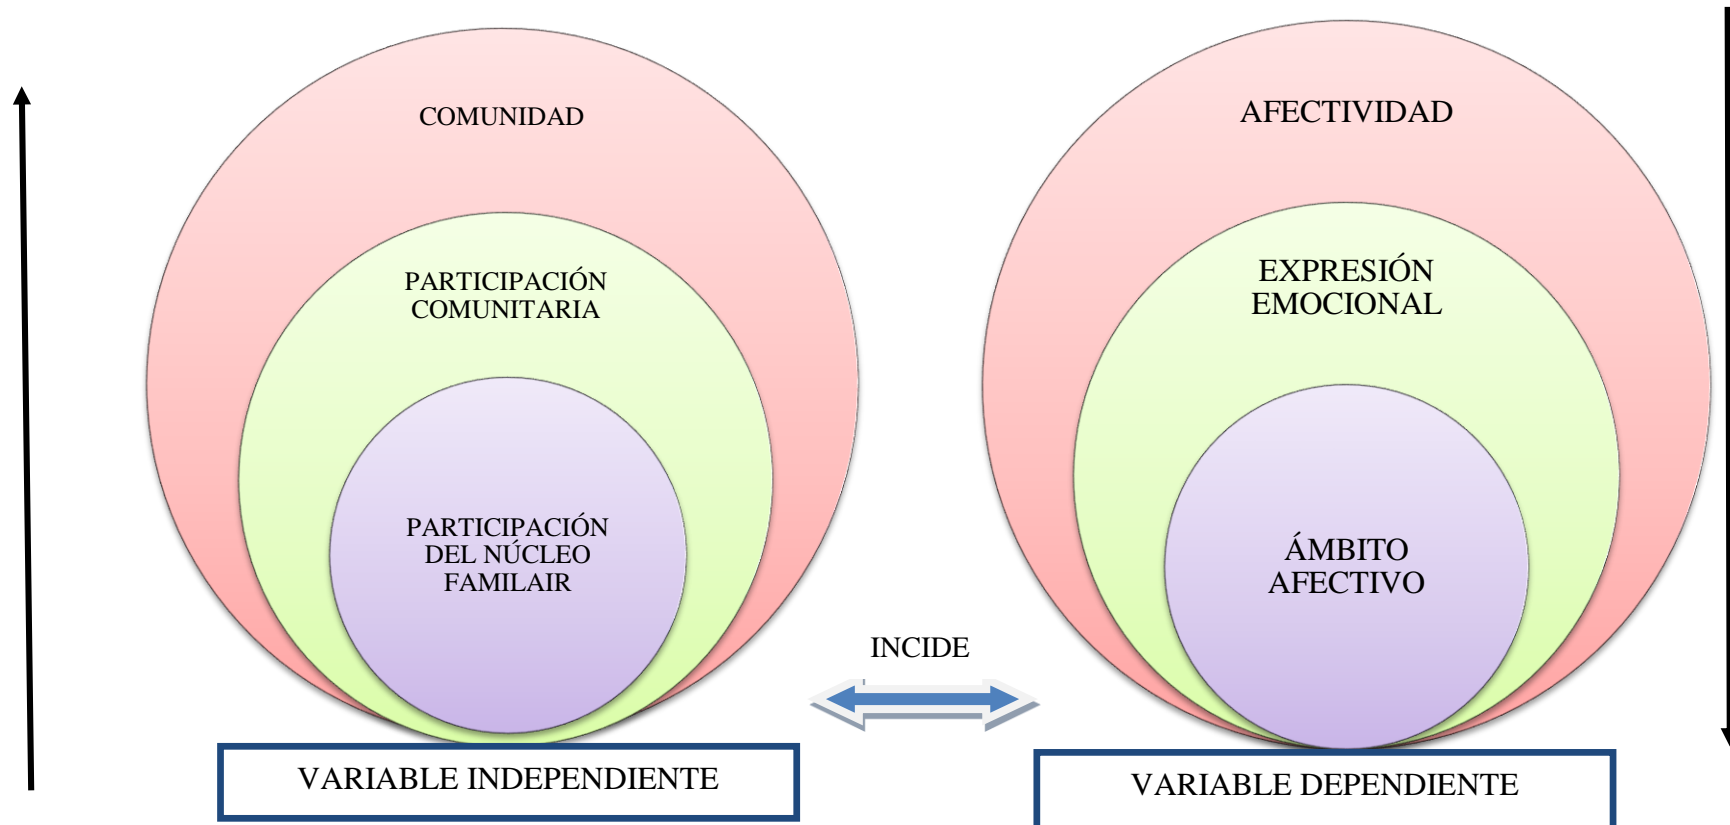 COMUNIDAD
PARTICIPACIÓN
COMUNITARIA
PARTICIPACIÓN
DEL NÚCLEO
FAMILAIR
VARIABLE INDEPENDIENTE
INCIDE
AFECTIVIDAD
EXPRESIÓN
EMOCIONAL
ÁMBITO
AFECTIVO
VARIABLE DEPENDIENTE